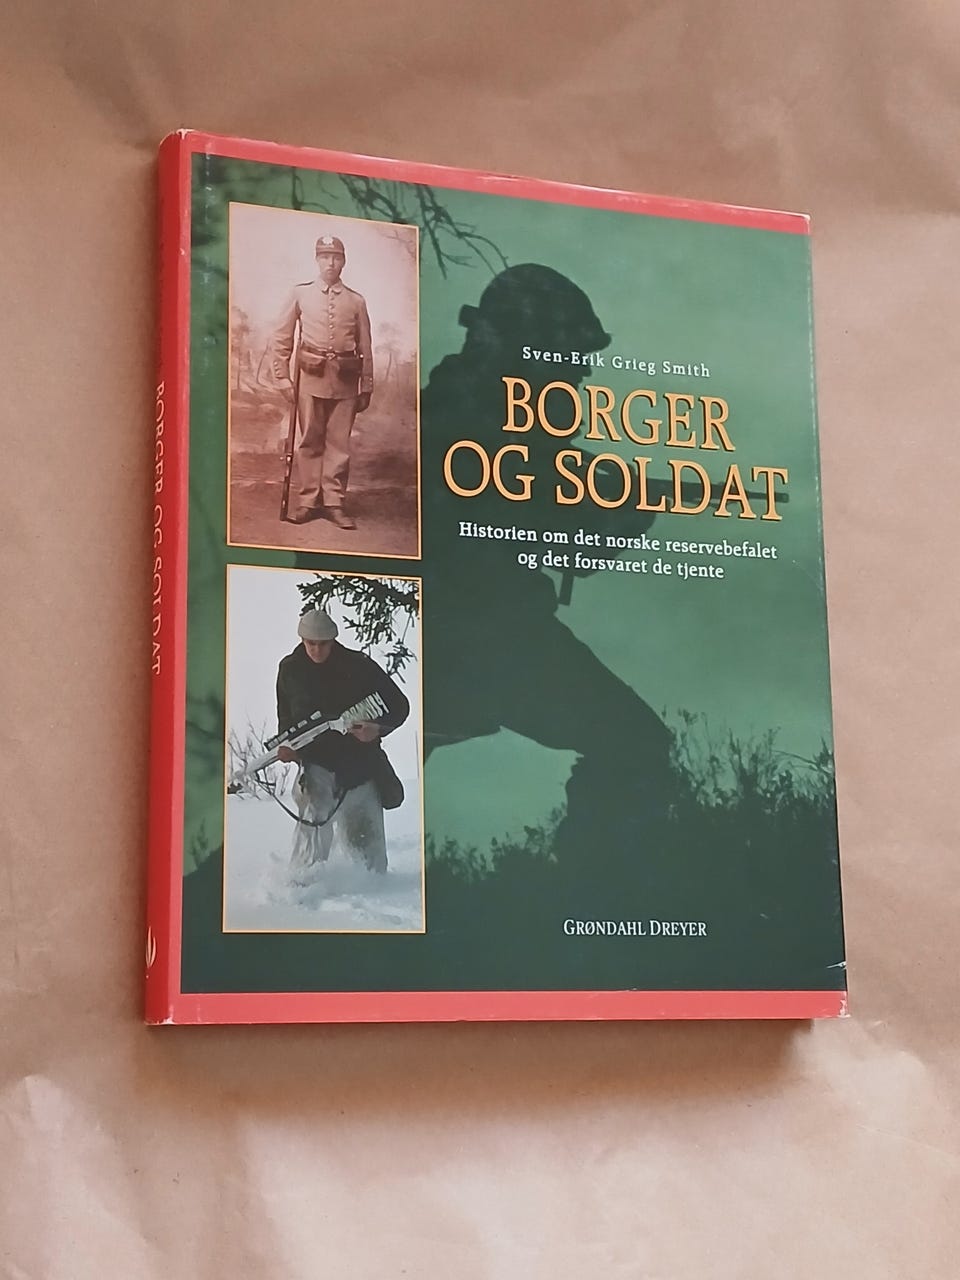 Sven-Erik Grieg Smith
BORGER
OG SOLDAT
Historien om det norske reservebefalet
og det forsvaret de tjente
GRØNDAHL DREYER
BORGER OG SOLDAT